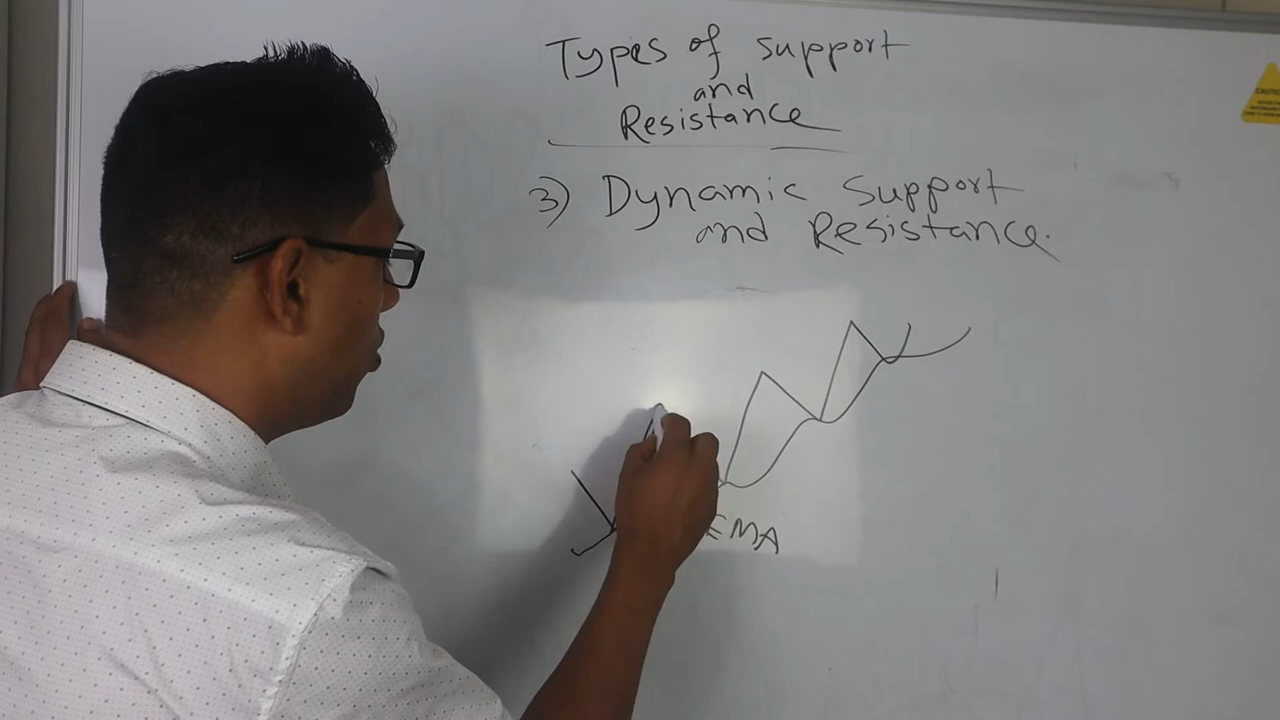 Types of support
and
Resistance
3) Dynamic Support
and Resistance.
EMA